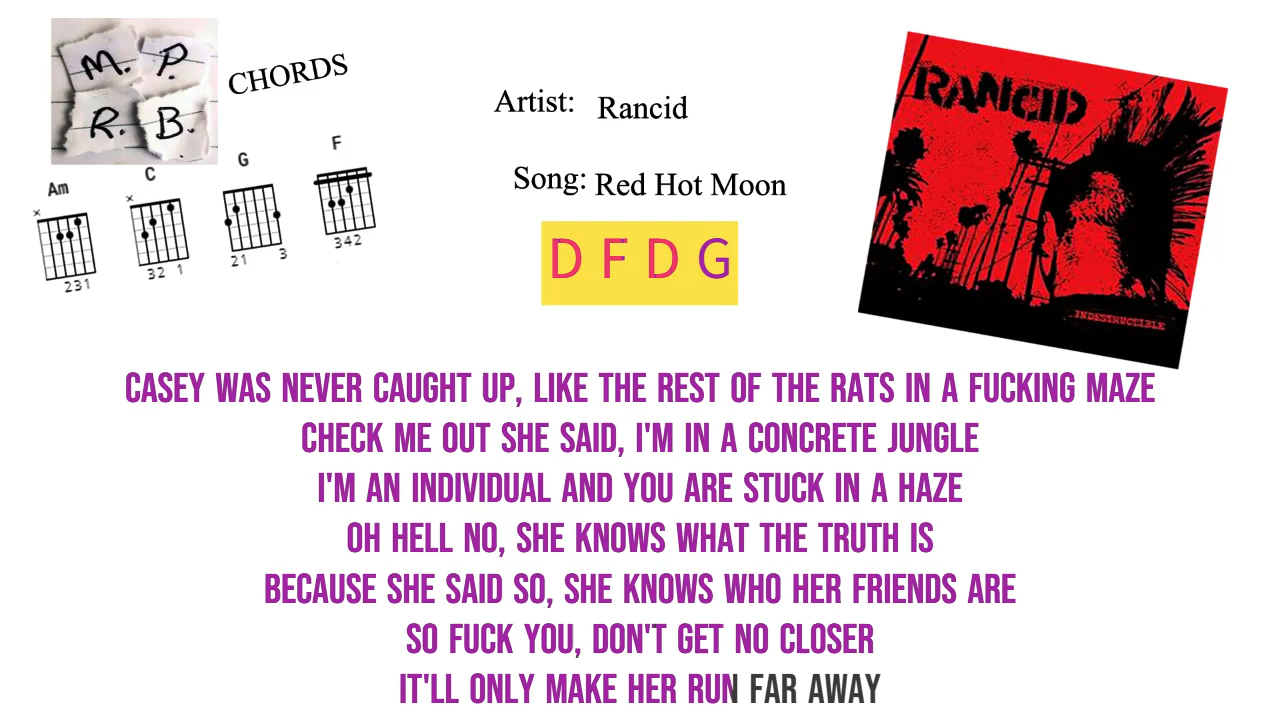 M. P.
R. B.
CHORDS
Am
x
231
C
x
32 1
G
21 3
F
342
Artist: Rancid
Song: Red Hot Moon
D F D G
RANCID
INDESTRUCTIBLE
CASEY WAS NEVER CAUGHT UP, LIKE THE REST OF THE RATS IN A FUCKING MAZE
CHECK ME OUT SHE SAID, I'M IN A CONCRETE JUNGLE
I'M AN INDIVIDUAL AND YOU ARE STUCK IN A HAZE
OH HELL NO, SHE KNOWS WHAT THE TRUTH IS
BECAUSE SHE SAID SO, SHE KNOWS WHO HER FRIENDS ARE
SO FUCK YOU, DON'T GET NO CLOSER
IT'LL ONLY MAKE HER RUN FAR AWAY